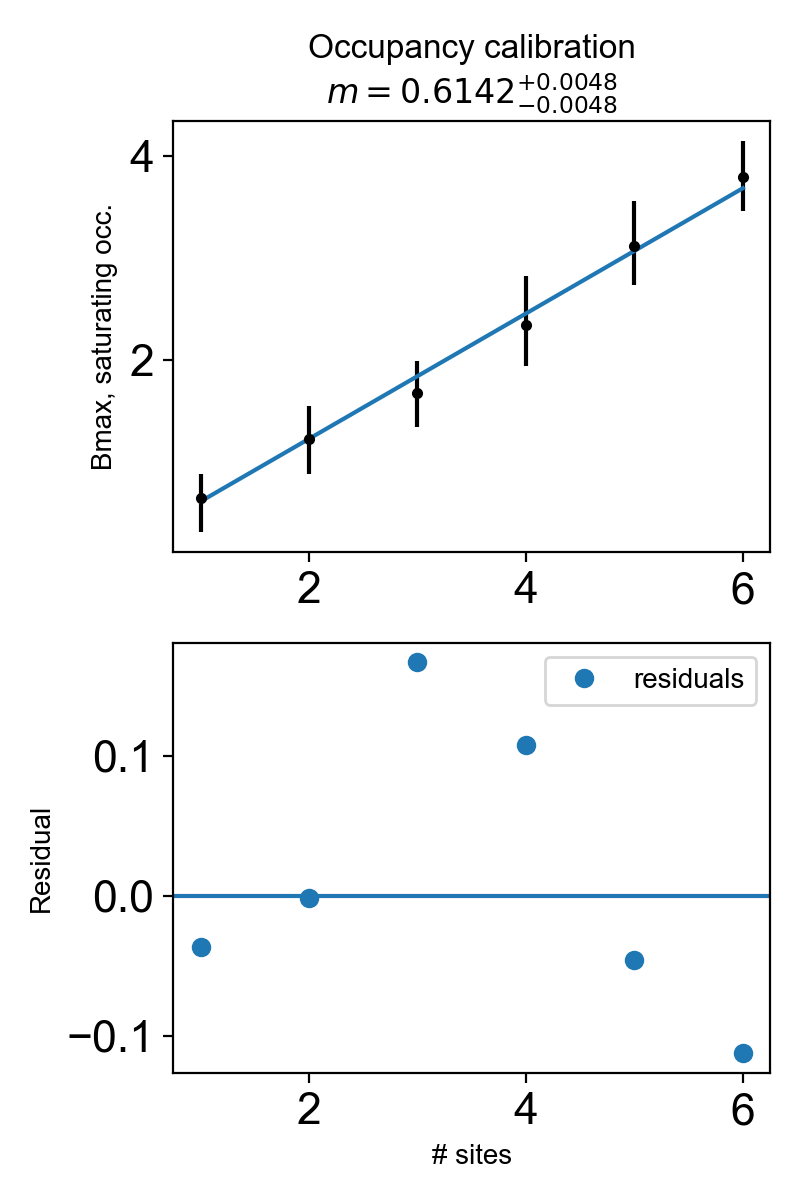 Occupancy calibration
m = 0.6142^{+0.0048}_{-0.0048}
4
2
Bmax, saturating occ.
2 4 6
residuals
0.1
0.0
−0.1
Residual
2 4 6
# sites